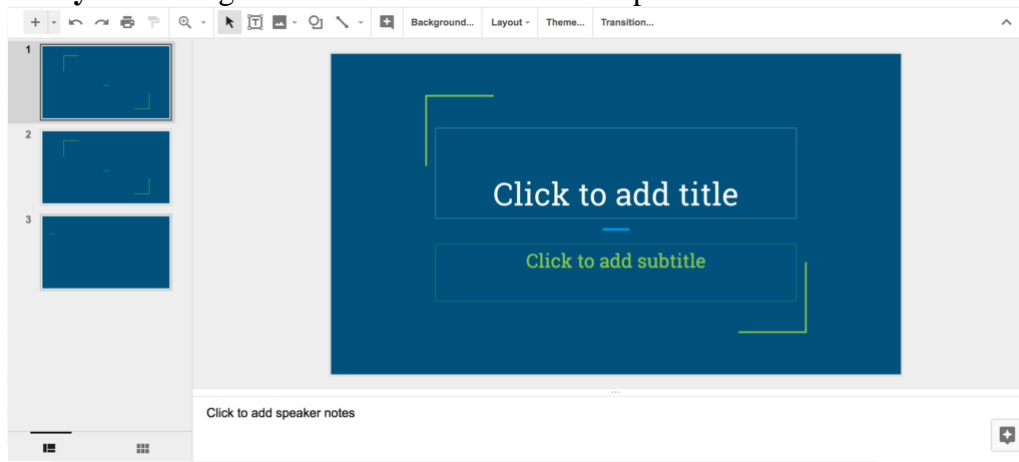 Background... Layout Theme... Transition...
1
2
3
Click to add title
Click to add subtitle
Click to add speaker notes